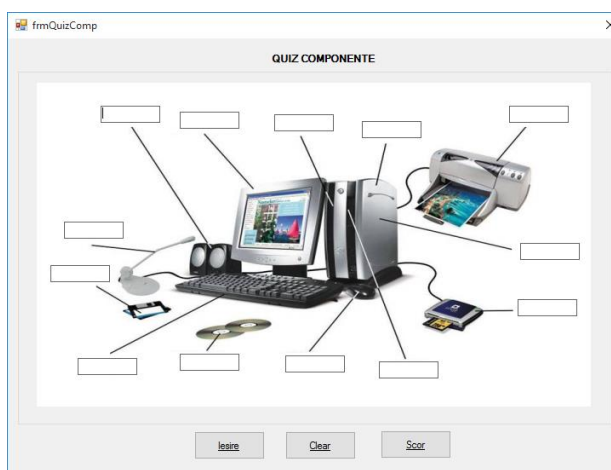 frmQuizComp
QUIZ COMPONENTE
Iesire
Clear
Scor